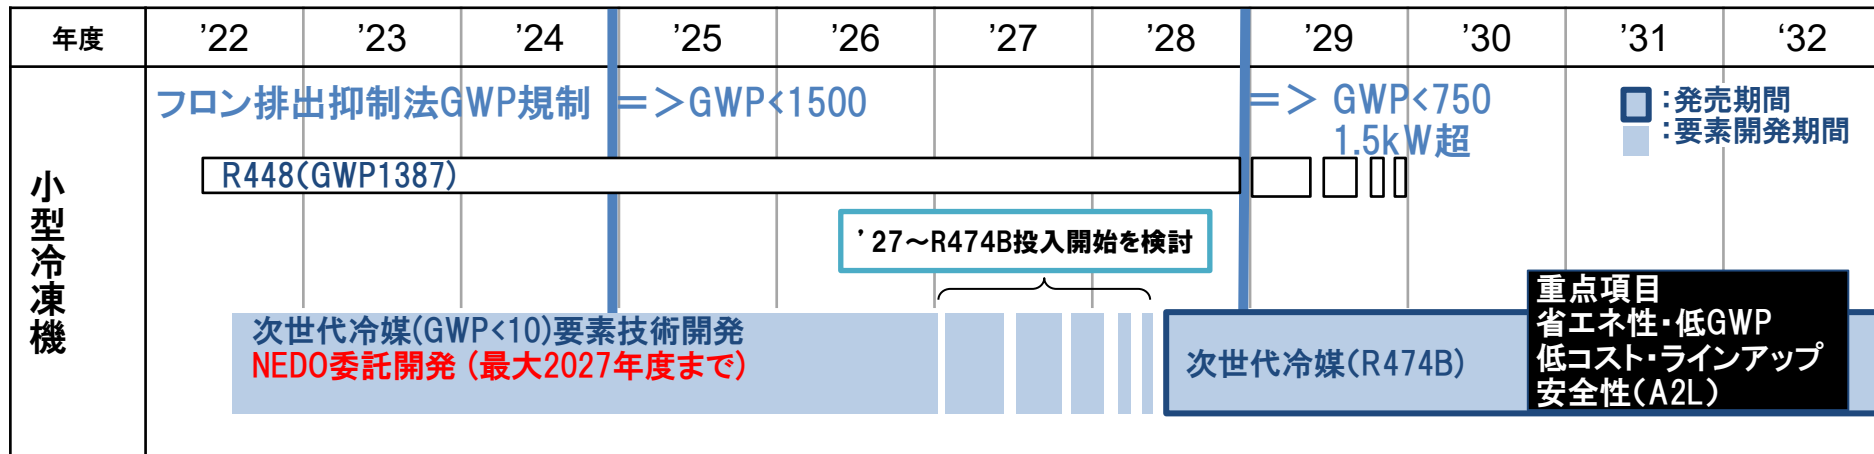 年度 ’22 ’23 ’24 ’25 ’26 ’27 ’28 ’29 ’30 ’31 ‘32
小型冷凍機
フロン排出抑制法GWP規制 ＝＞GWP<1500
＝＞ GWP<750
1.5kW超
：発売期間
：要素開発期間
R448(GWP1387)
’27～R474B投入開始を検討
次世代冷媒(GWP<10)要素技術開発
NEDO委託開発 (最大2027年度まで)
次世代冷媒(R474B)
重点項目
省エネ性・低GWP
低コスト・ラインアップ
安全性(A2L)